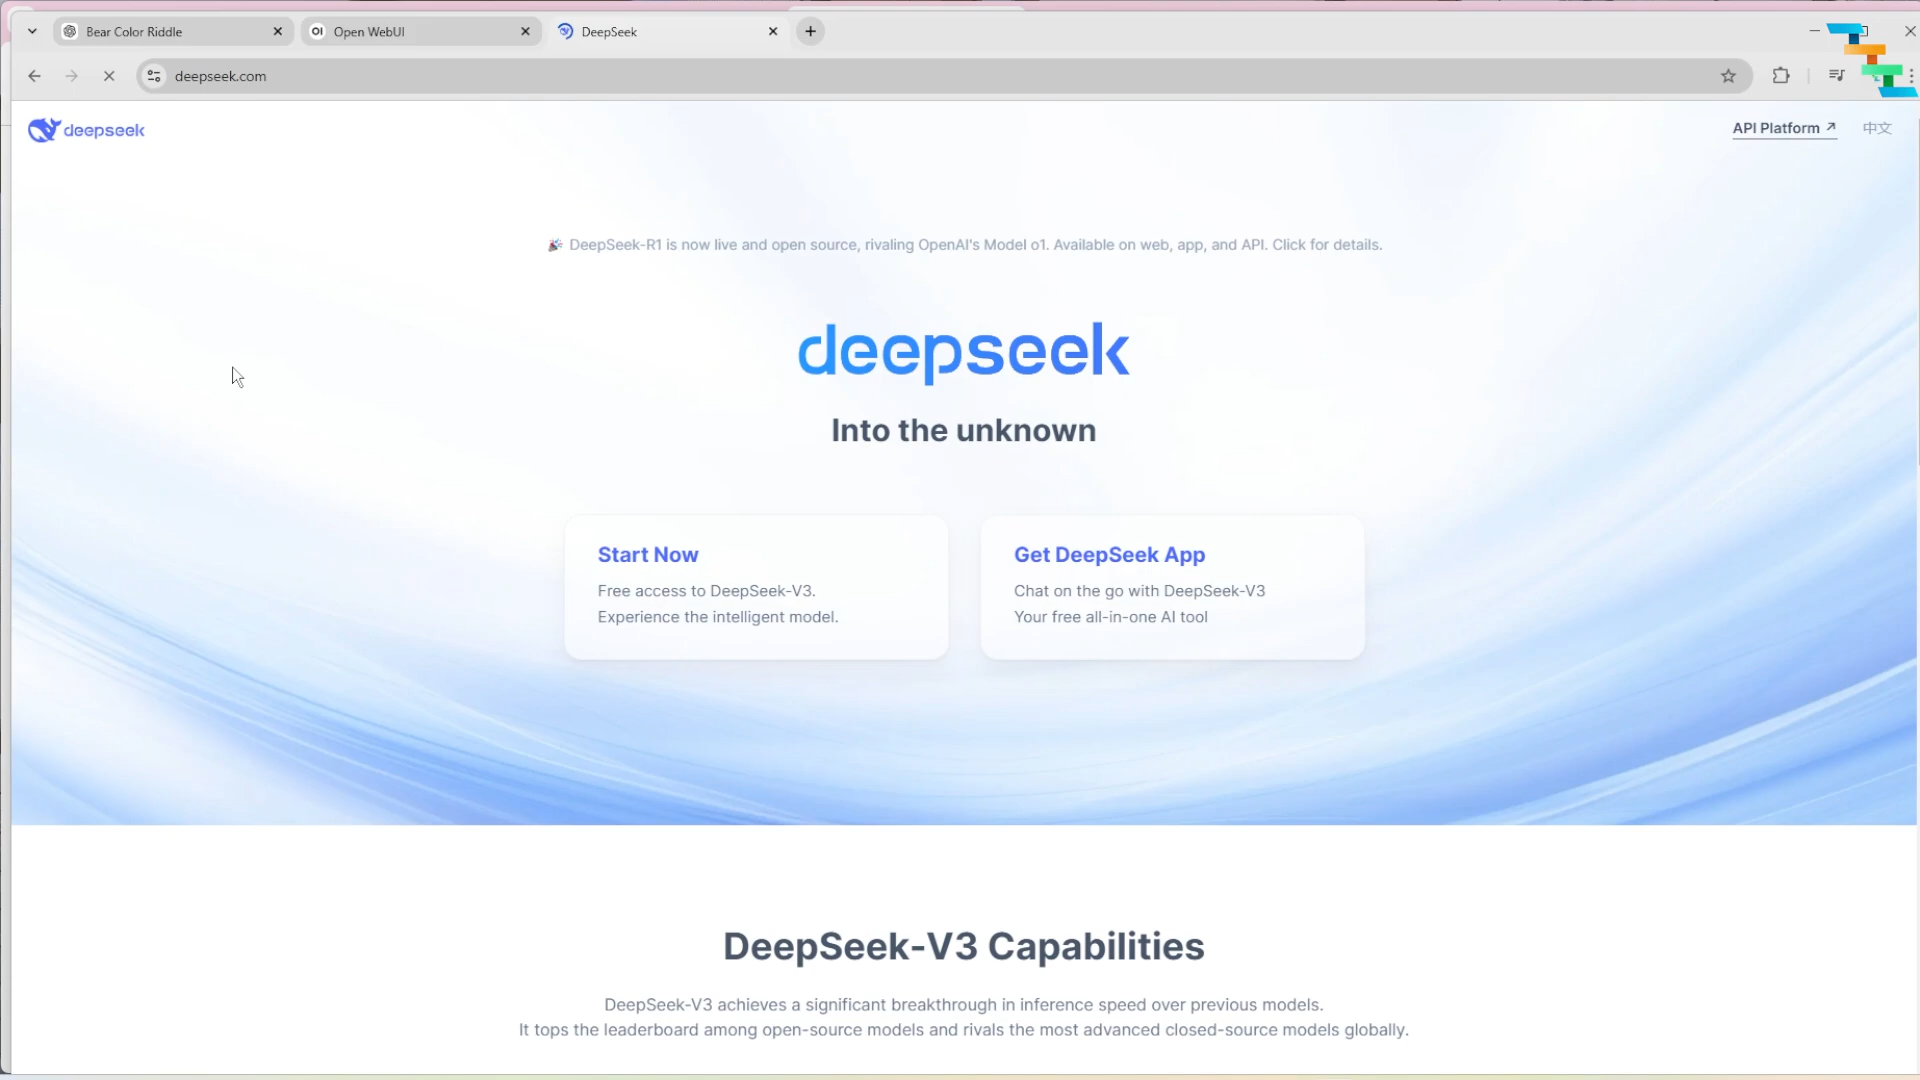 Bear Color Riddle
OI Open WebUI
DeepSeek
deepseek.com
deepseek
API Platform
中文
DeepSeek-R1 is now live and open source, rivaling OpenAI's Model o1. Available on web, app, and API. Click for details.
deepseek
Into the unknown
Start Now
Free access to DeepSeek-V3.
Experience the intelligent model.
Get DeepSeek App
Chat on the go with DeepSeek-V3
Your free all-in-one AI tool
DeepSeek-V3 Capabilities
DeepSeek-V3 achieves a significant breakthrough in inference speed over previous models.
It tops the leaderboard among open-source models and rivals the most advanced closed-source models globally.